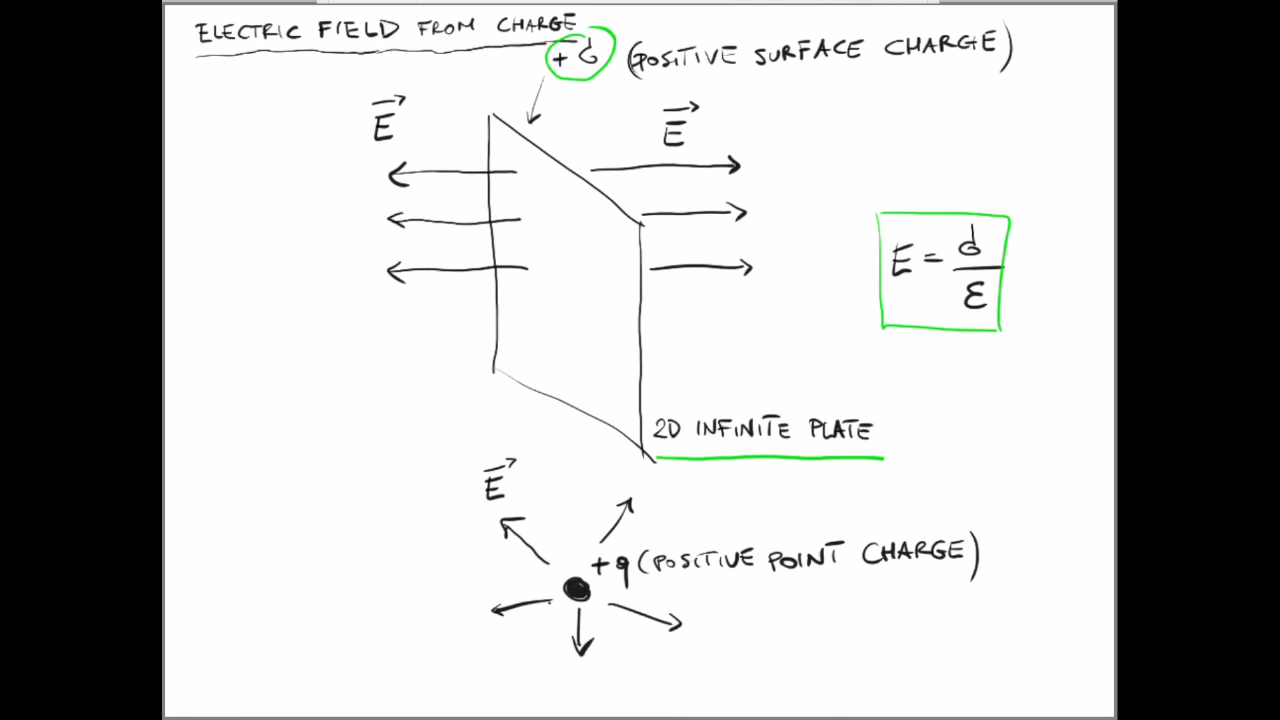 ELECTRIC FIELD FROM CHARGE
+σ (POSITIVE SURFACE CHARGE)
E
E
E = σ/ε
2D INFINITE PLATE
E
+q (POSITIVE POINT CHARGE)